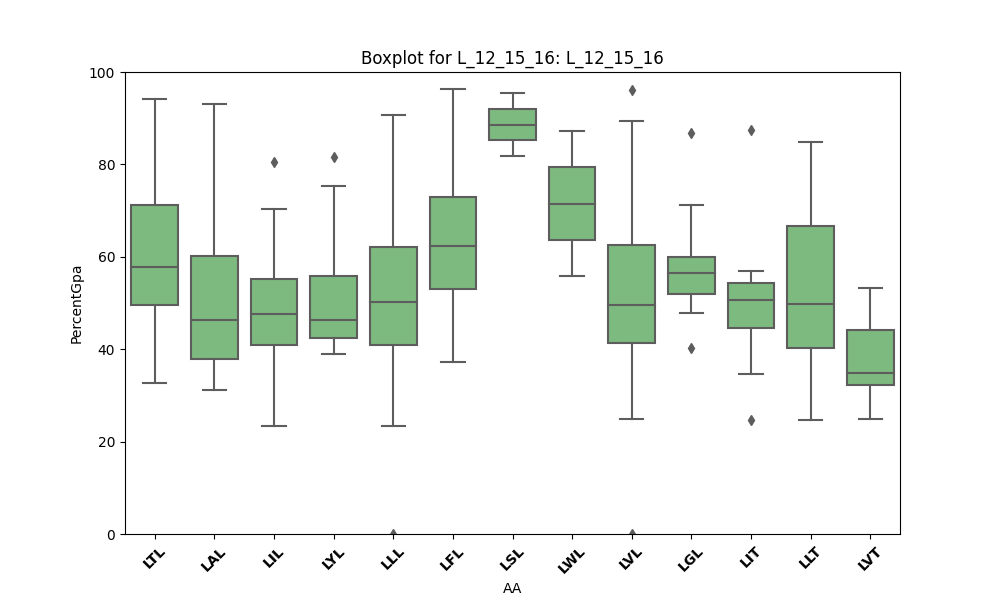 Boxplot for L_12_15_16: L_12_15_16
100
80
60
40
20
0
PercentGpa
LTL LAL LIL LYL LLL LFL LSL LWL LVL LGL LIT LLT LVT
AA